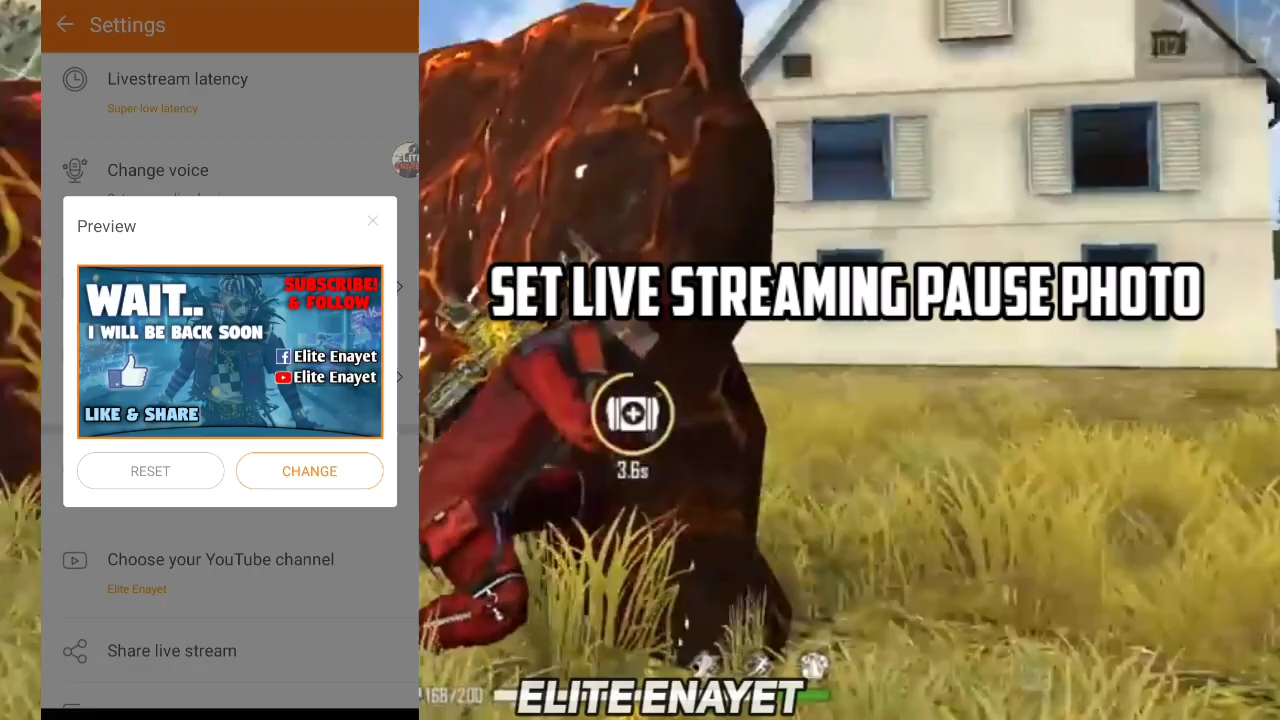 Settings
Livestream latency
Super-low latency
Change voice
ELITE
Preview
WAIT..
I WILL BE BACK SOON
SUBSCRIBE!
& FOLLOW
Elite Enayet
Elite Enayet
LIKE & SHARE
RESET
CHANGE
Choose your YouTube channel
Elite Enayet
Share live stream
SET LIVE STREAMING PAUSE PHOTO
3.6s
168/200
ELITE ENAYET